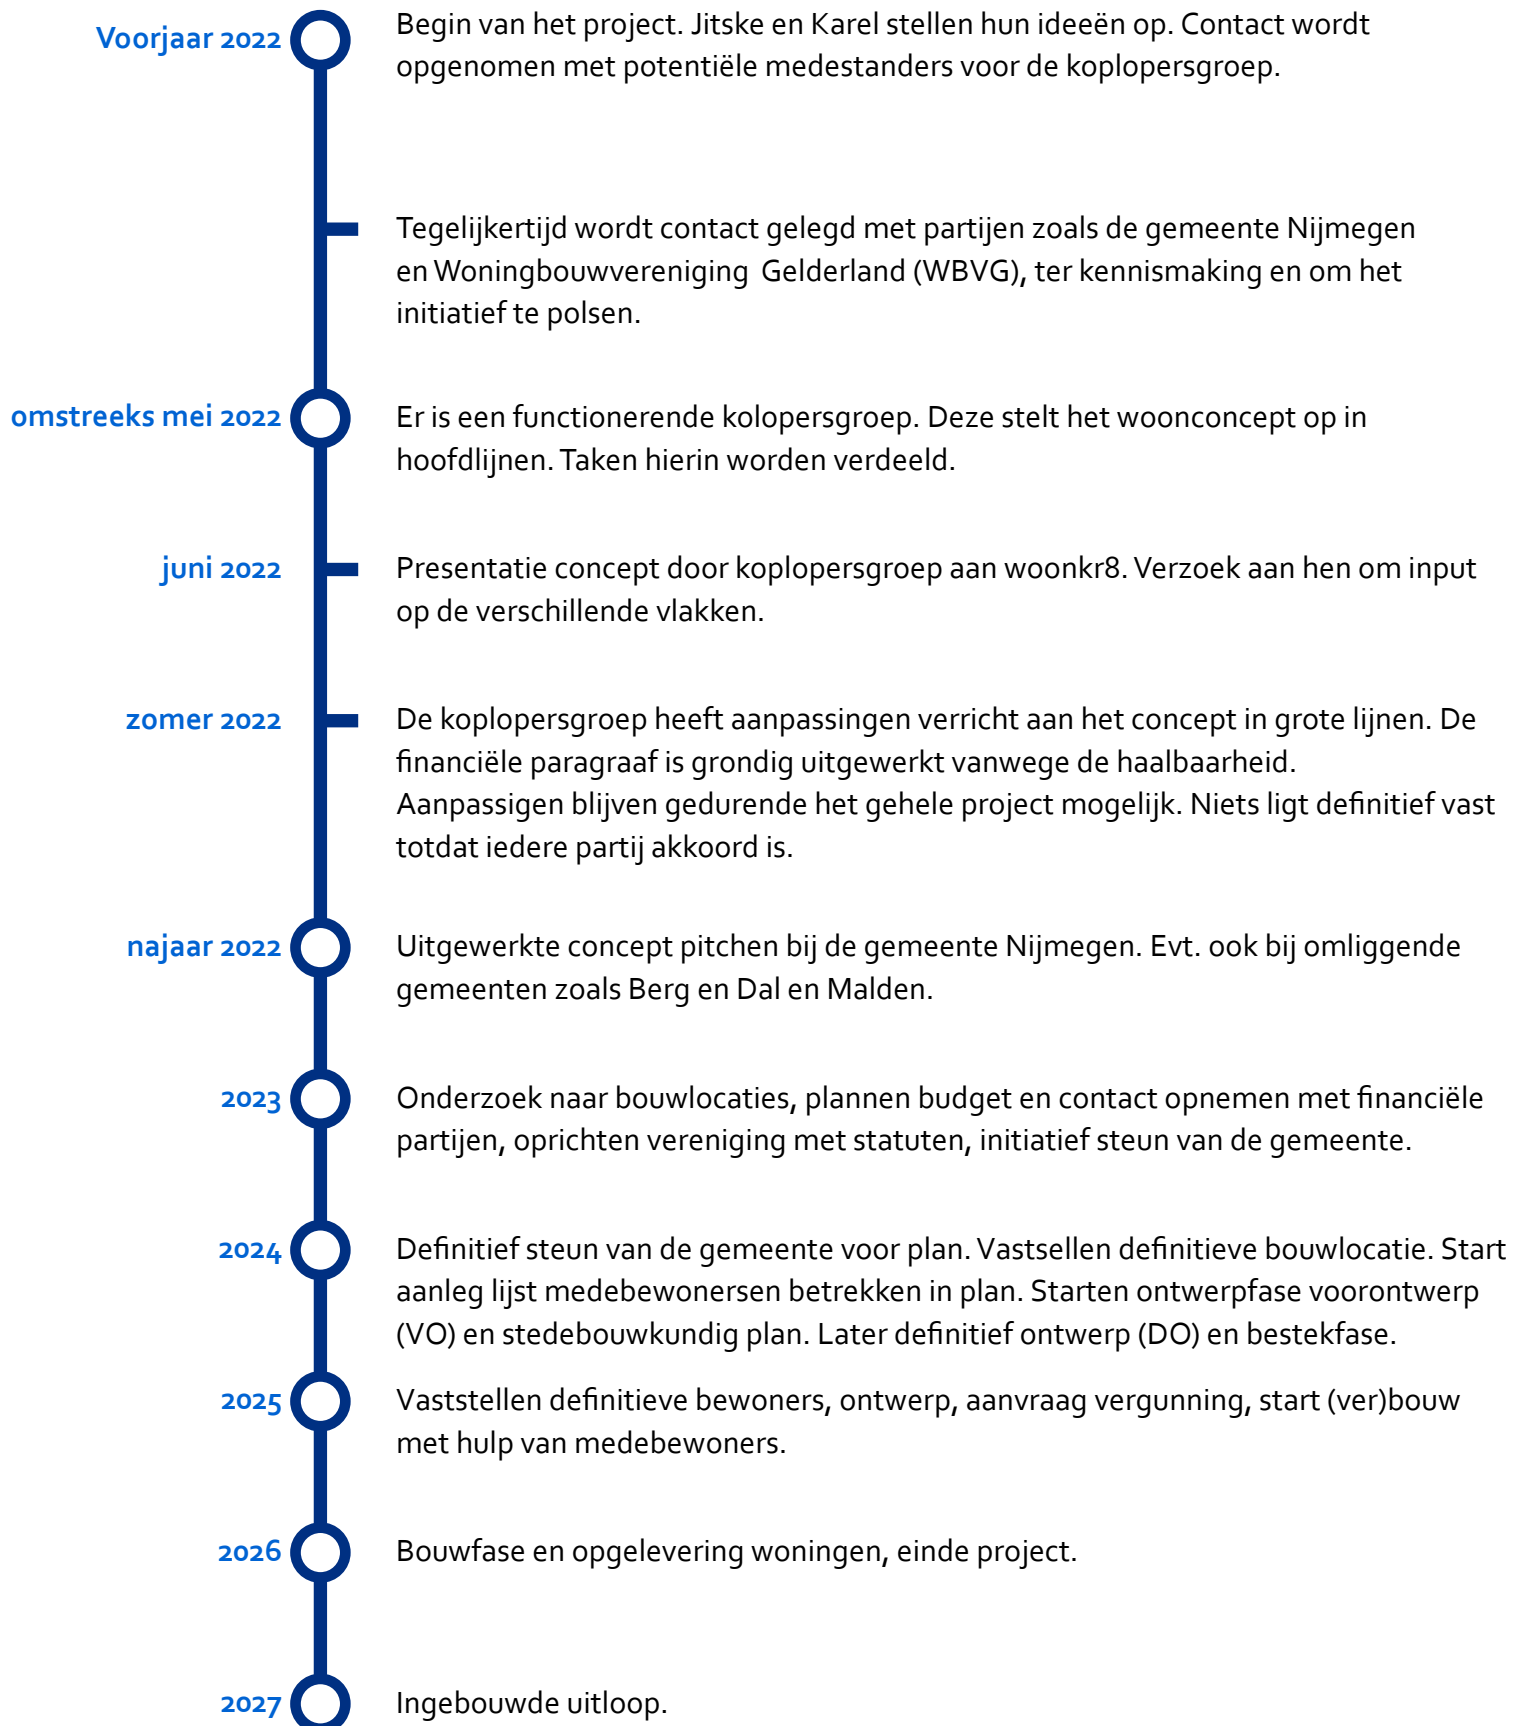 Voorjaar 2022
Begin van het project. Jitske en Karel stellen hun ideeën op. Contact wordt
opgenomen met potentiële medestanders voor de koplopersgroep.
Tegelijkertijd wordt contact gelegd met partijen zoals de gemeente Nijmegen
en Woningbouwvereniging  Gelderland (WBVG), ter kennismaking en om het
initiatief te polsen.
omstreeks mei 2022
Er is een functionerende kolopersgroep. Deze stelt het woonconcept op in
hoofdlijnen. Taken hierin worden verdeeld.
juni 2022
Presentatie concept door koplopersgroep aan woonkr8. Verzoek aan hen om input
op de verschillende vlakken.
zomer 2022
De koplopersgroep heeft aanpassingen verricht aan het concept in grote lijnen. De
financiële paragraaf is grondig uitgewerkt vanwege de haalbaarheid.
Aanpassigen blijven gedurende het gehele project mogelijk. Niets ligt definitief vast
totdat iedere partij akkoord is.
najaar 2022
Uitgewerkte concept pitchen bij de gemeente Nijmegen. Evt. ook bij omliggende
gemeenten zoals Berg en Dal en Malden.
2023
Onderzoek naar bouwlocaties, plannen budget en contact opnemen met financiële
partijen, oprichten vereniging met statuten, initiatief steun van de gemeente.
2024
Definitief steun van de gemeente voor plan. Vastsellen definitieve bouwlocatie. Start
aanleg lijst medebewonersen betrekken in plan. Starten ontwerpfase voorontwerp
(VO) en stedebouwkundig plan. Later definitief ontwerp (DO) en bestekfase.
2025
Vaststellen definitieve bewoners, ontwerp, aanvraag vergunning, start (ver)bouw
met hulp van medebewoners.
2026
Bouwfase en opgelevering woningen, einde project.
2027
Ingebouwde uitloop.